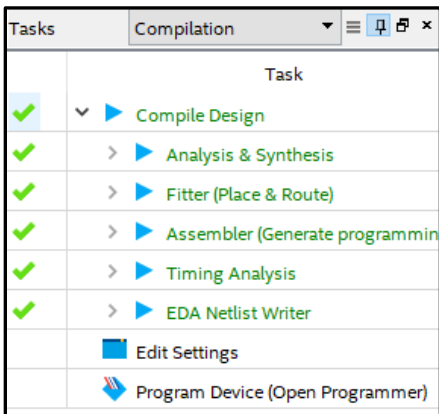 Tasks Compilation
Task
Compile Design
Analysis & Synthesis
Fitter (Place & Route)
Assembler (Generate programmin
Timing Analysis
EDA Netlist Writer
Edit Settings
Program Device (Open Programmer)